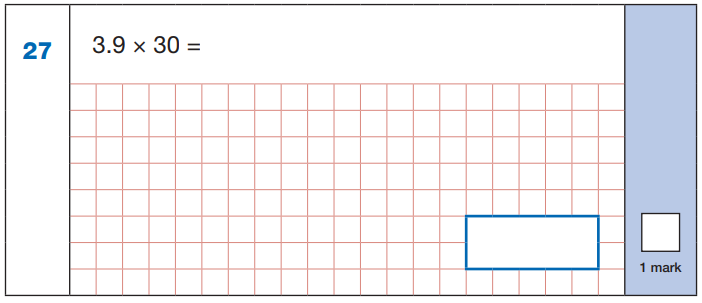 27
3.9 × 30 =
1 mark